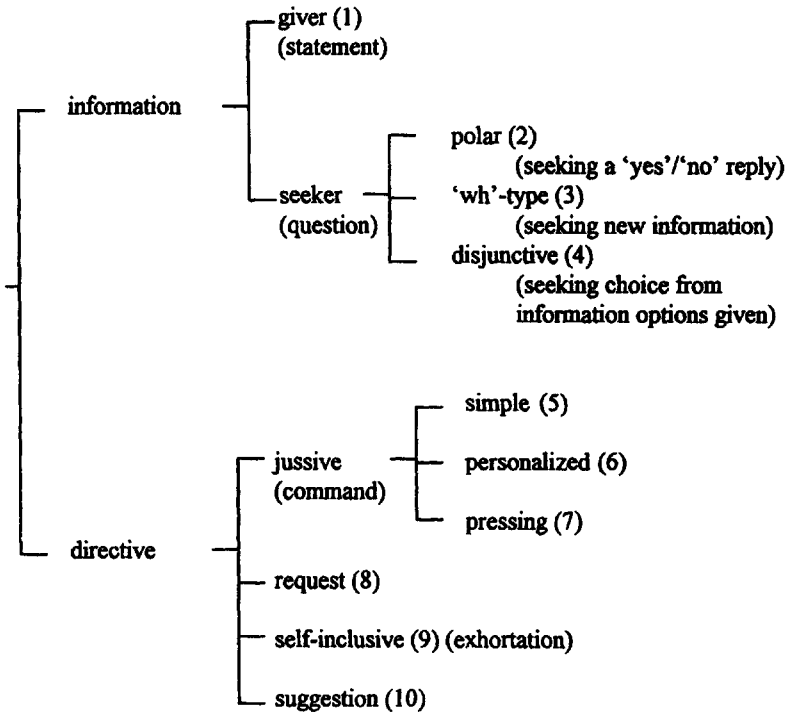 giver (1)
(statement)
information
polar (2)
(seeking a ‘yes’/‘no’ reply)
seeker
(question)
‘wh’-type (3)
(seeking new information)
disjunctive (4)
(seeking choice from
information options given)
simple (5)
jussive
(command)
personalized (6)
pressing (7)
directive
request (8)
self-inclusive (9) (exhortation)
suggestion (10)